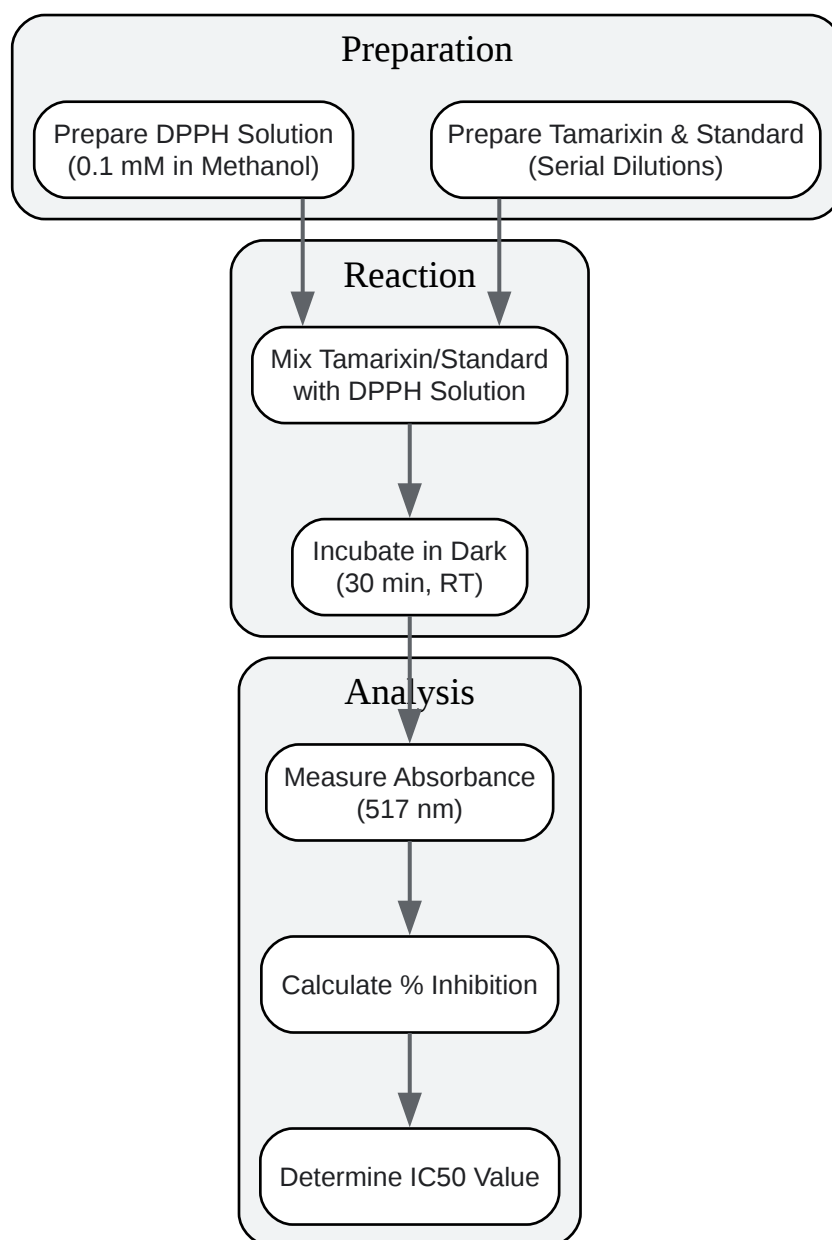 Preparation
Prepare DPPH Solution
(0.1 mM in Methanol)
Prepare Tamarixin & Standard
(Serial Dilutions)
Reaction
Mix Tamarixin/Standard
with DPPH Solution
Incubate in Dark
(30 min, RT)
Analysis
Measure Absorbance
(517 nm)
Calculate % Inhibition
Determine IC50 Value